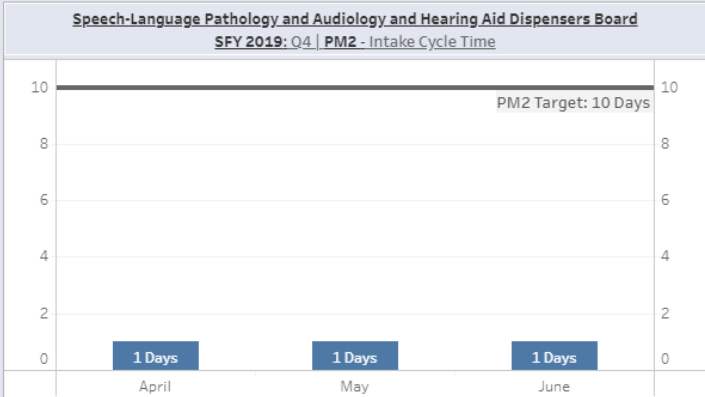 Speech-Language Pathology and Audiology and Hearing Aid Dispensers Board
SFY 2019: Q4 | PM2 - Intake Cycle Time
10 10
PM2 Target: 10 Days
8 8
6 6
4 4
2 2
0 1 Days 1 Days 1 Days 0
April May June